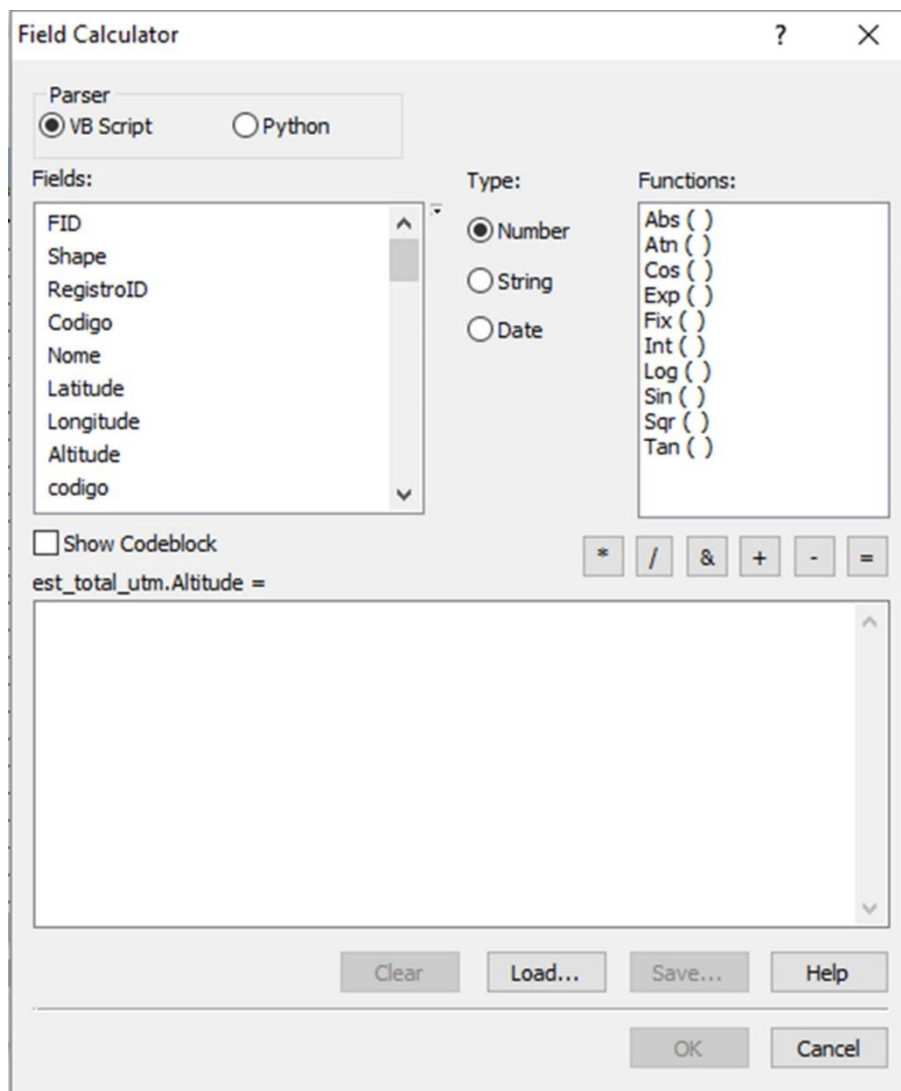 Field Calculator ?
Parser
VB Script Python
Fields:
FID
Shape
RegistroID
Codigo
Nome
Latitude
Longitude
Altitude
codigo
Type:
Number
String
Date
Functions:
Abs ( )
Atn ( )
Cos ( )
Exp ( )
Fix ( )
Int ( )
Log ( )
Sin ( )
Sqr ( )
Tan ( )
Show Codeblock
* / & + - =
est_total_utm.Altitude =
Clear Load... Save... Help
OK Cancel